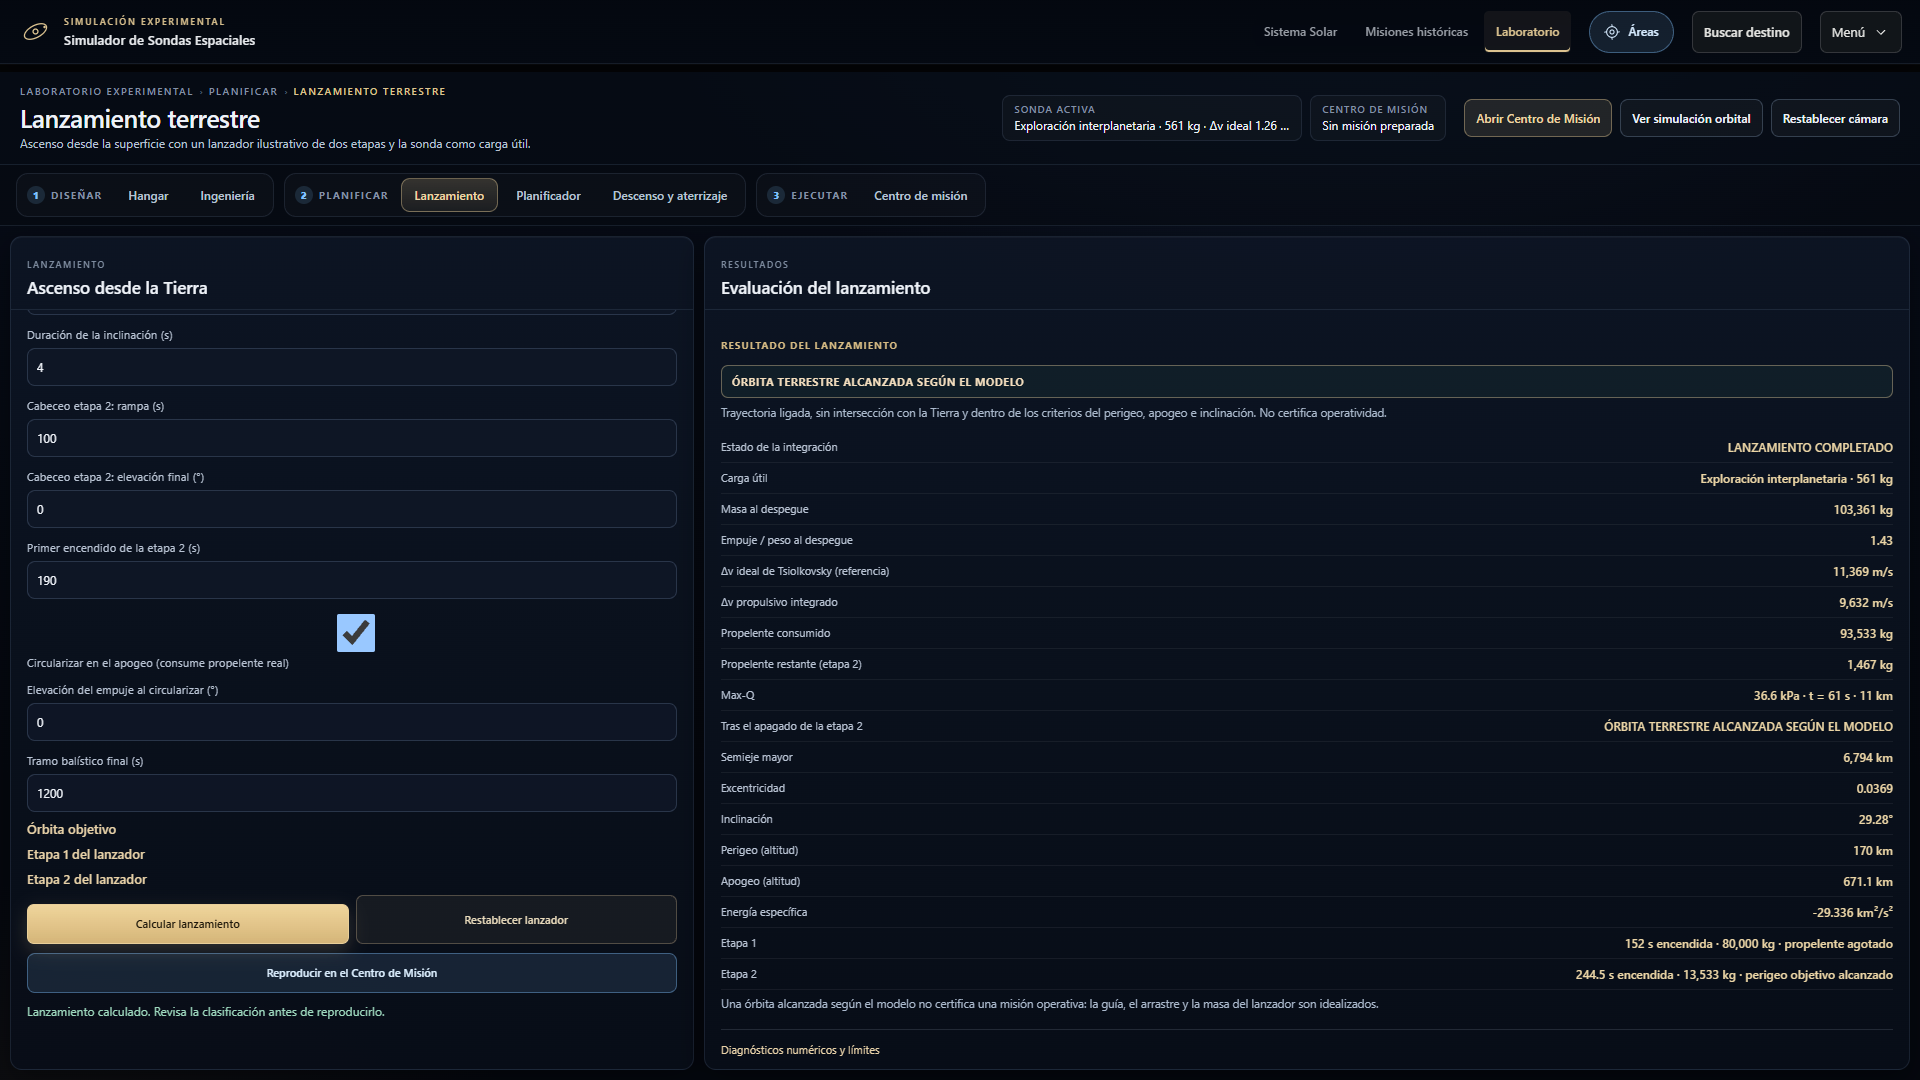 SIMULACIÓN EXPERIMENTAL
Simulador de Sondas Espaciales
Sistema Solar
Misiones históricas
Laboratorio
Áreas
Buscar destino
Menú
LABORATORIO EXPERIMENTAL › PLANIFICAR › LANZAMIENTO TERRESTRE
Lanzamiento terrestre
Ascenso desde la superficie con un lanzador ilustrativo de dos etapas y la sonda como carga útil.
SONDA ACTIVA
Exploración interplanetaria · 561 kg · Δv ideal 1.26 ...
CENTRO DE MISIÓN
Sin misión preparada
Abrir Centro de Misión
Ver simulación orbital
Restablecer cámara
1 DISEÑAR
Hangar
Ingeniería
2 PLANIFICAR
Lanzamiento
Planificador
Descenso y aterrizaje
3 EJECUTAR
Centro de misión
LANZAMIENTO
Ascenso desde la Tierra
Duración de la inclinación (s)
4
Cabeceo etapa 2: rampa (s)
100
Cabeceo etapa 2: elevación final (°)
0
Primer encendido de la etapa 2 (s)
190
Circularizar en el apogeo (consume propelente real)
Elevación del empuje al circularizar (°)
0
Tramo balístico final (s)
1200
Órbita objetivo
Etapa 1 del lanzador
Etapa 2 del lanzador
Calcular lanzamiento
Restablecer lanzador
Reproducir en el Centro de Misión
Lanzamiento calculado. Revisa la clasificación antes de reproducirlo.
RESULTADOS
Evaluación del lanzamiento
RESULTADO DEL LANZAMIENTO
ÓRBITA TERRESTRE ALCANZADA SEGÚN EL MODELO
Trayectoria ligada, sin intersección con la Tierra y dentro de los criterios del perigeo, apogeo e inclinación. No certifica operatividad.
Estado de la integración LANZAMIENTO COMPLETADO
Carga útil Exploración interplanetaria · 561 kg
Masa al despegue 103,361 kg
Empuje / peso al despegue 1.43
Δv ideal de Tsiolkovsky (referencia) 11,369 m/s
Δv propulsivo integrado 9,632 m/s
Propelente consumido 93,533 kg
Propelente restante (etapa 2) 1,467 kg
Max-Q 36.6 kPa · t = 61 s · 11 km
Tras el apagado de la etapa 2 ÓRBITA TERRESTRE ALCANZADA SEGÚN EL MODELO
Semieje mayor 6,794 km
Excentricidad 0.0369
Inclinación 29.28°
Perigeo (altitud) 170 km
Apogeo (altitud) 671.1 km
Energía específica -29.336 km²/s²
Etapa 1 152 s encendida · 80,000 kg · propelente agotado
Etapa 2 244.5 s encendida · 13,533 kg · perigeo objetivo alcanzado
Una órbita alcanzada según el modelo no certifica una misión operativa: la guía, el arrastre y la masa del lanzador son idealizados.
Diagnósticos numéricos y límites